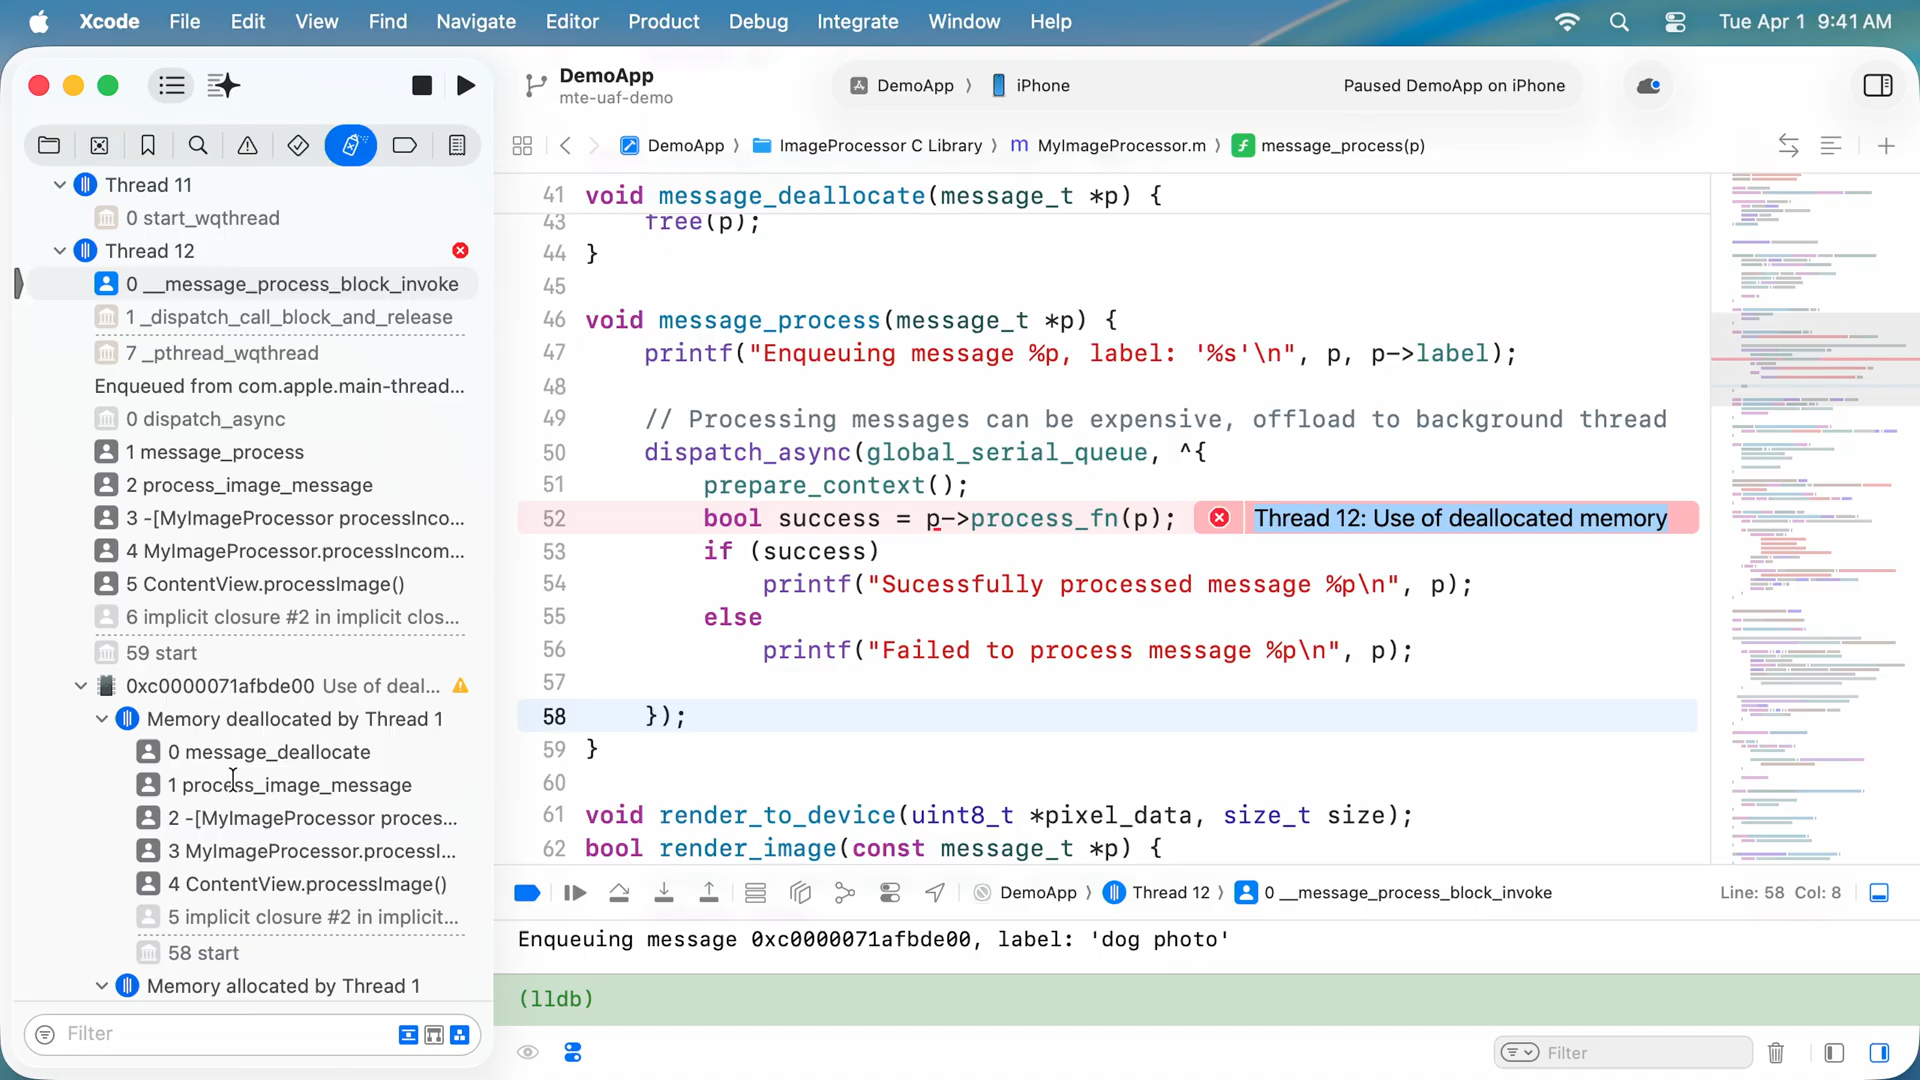 Xcode File Edit View Find Navigate Editor Product Debug Integrate Window Help Tue Apr 1 9:41 AM
DemoApp
mte-uaf-demo
DemoApp 〉 iPhone
Paused DemoApp on iPhone
Thread 11
0 start_wqthread
Thread 12
0 __message_process_block_invoke
1 _dispatch_call_block_and_release
7 _pthread_wqthread
Enqueued from com.apple.main-thread...
0 dispatch_async
1 message_process
2 process_image_message
3 -[MyImageProcessor processInco...
4 MyImageProcessor.processIncom...
5 ContentView.processImage()
6 implicit closure #2 in implicit clos...
59 start
0xc0000071afbde00 Use of deal...
Memory deallocated by Thread 1
0 message_deallocate
1 process_image_message
2 -[MyImageProcessor proces...
3 MyImageProcessor.processI...
4 ContentView.processImage()
5 implicit closure #2 in implicit...
58 start
Memory allocated by Thread 1
Filter
DemoApp 〉 ImageProcessor C Library 〉 m MyImageProcessor.m 〉 f message_process(p)
41 void message_deallocate(message_t *p) {
43 free(p);
44 }
45
46 void message_process(message_t *p) {
47 printf("Enqueuing message %p, label: '%s'\n", p, p->label);
48
49 // Processing messages can be expensive, offload to background thread
50 dispatch_async(global_serial_queue, ^{
51 prepare_context();
52 bool success = p->process_fn(p); Thread 12: Use of deallocated memory
53 if (success)
54 printf("Sucessfully processed message %p\n", p);
55 else
56 printf("Failed to process message %p\n", p);
57
58 });
59 }
60
61 void render_to_device(uint8_t *pixel_data, size_t size);
62 bool render_image(const message_t *p) {
DemoApp 〉 Thread 12 〉 0 __message_process_block_invoke
Line: 58 Col: 8
Enqueuing message 0xc0000071afbde00, label: 'dog photo'
(lldb)
Filter